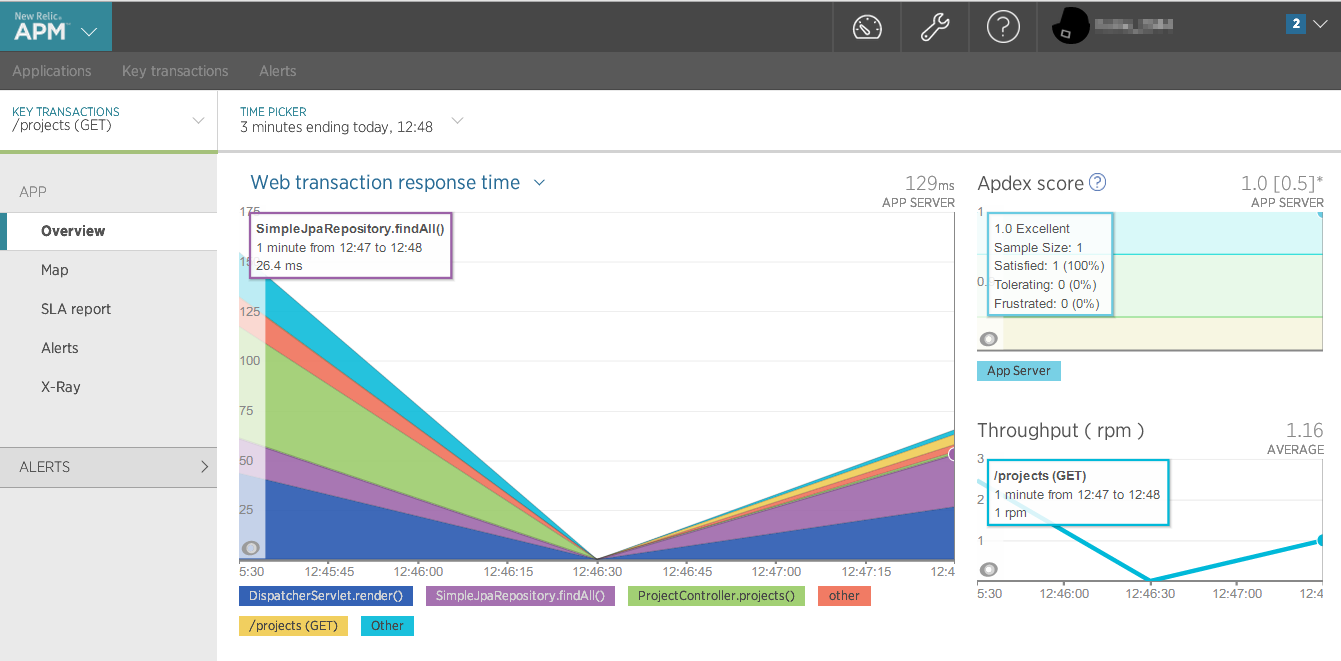 New Relic.
APM™
2
Applications
Key transactions
Alerts
KEY TRANSACTIONS
/projects (GET)
TIME PICKER
3 minutes ending today, 12:48
APP
Overview
Map
SLA report
Alerts
X-Ray
ALERTS
Web transaction response time
129ms
APP SERVER
175
SimpleJpaRepository.findAll()
1 minute from 12:47 to 12:48
26.4 ms
125
100
75
50
25
5:30 12:45:45 12:46:00 12:46:15 12:46:30 12:46:45 12:47:00 12:47:15 12:4
DispatcherServlet.render() SimpleJpaRepository.findAll() ProjectController.projects() other
/projects (GET) Other
Apdex score ?
1.0 [0.5]*
APP SERVER
1
1.0 Excellent
Sample Size: 1
Satisfied: 1 (100%)
Tolerating: 0 (0%)
Frustrated: 0 (0%)
App Server
Throughput ( rpm )
1.16
AVERAGE
3
2
1
/projects (GET)
1 minute from 12:47 to 12:48
1 rpm
5:30 12:46:00 12:46:30 12:47:00 12:4